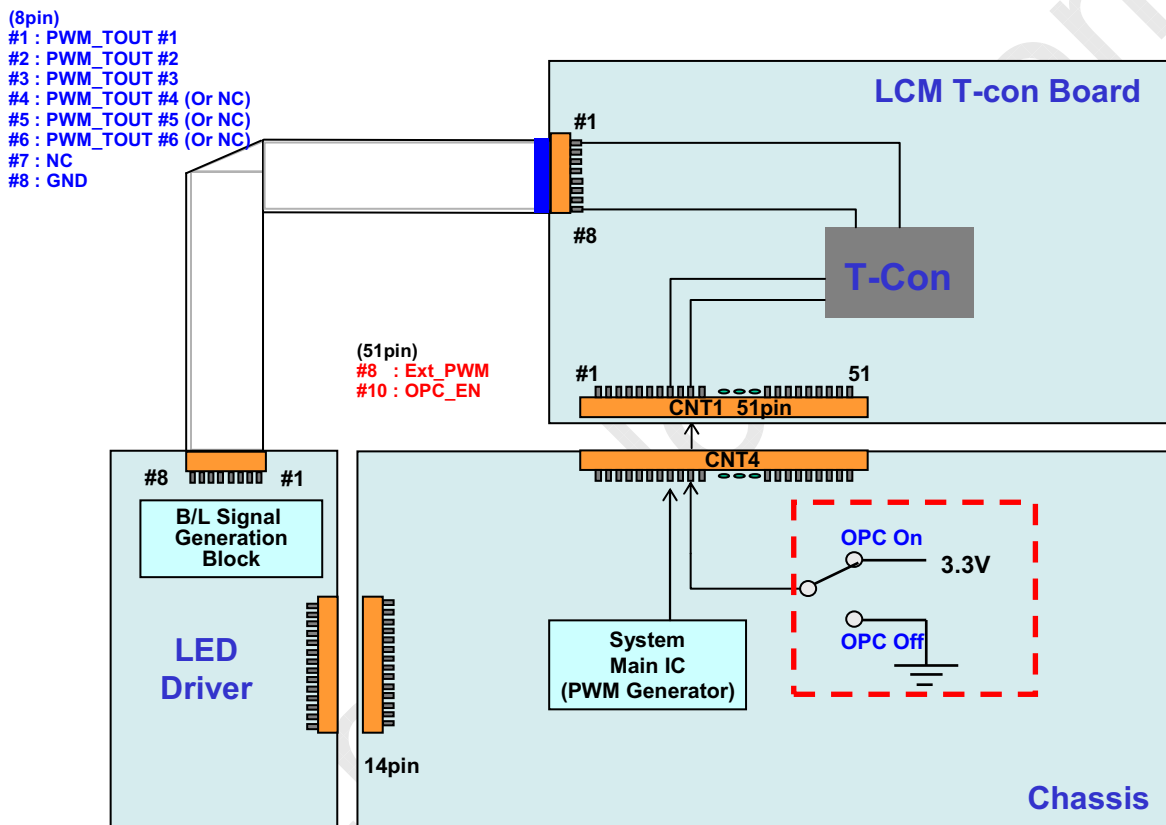 (8pin)
#1 : PWM_TOUT #1
#2 : PWM_TOUT #2
#3 : PWM_TOUT #3
#4 : PWM_TOUT #4 (Or NC)
#5 : PWM_TOUT #5 (Or NC)
#6 : PWM_TOUT #6 (Or NC)
#7 : NC
#8 : GND
LCM T-con Board
#1
#8
T-Con
(51pin)
#8 : Ext_PWM
#10 : OPC_EN
#1
51
CNT1 51pin
CNT4
#8
#1
B/L Signal
Generation
Block
OPC On
3.3V
OPC Off
System
Main IC
(PWM Generator)
LED
Driver
14pin
Chassis